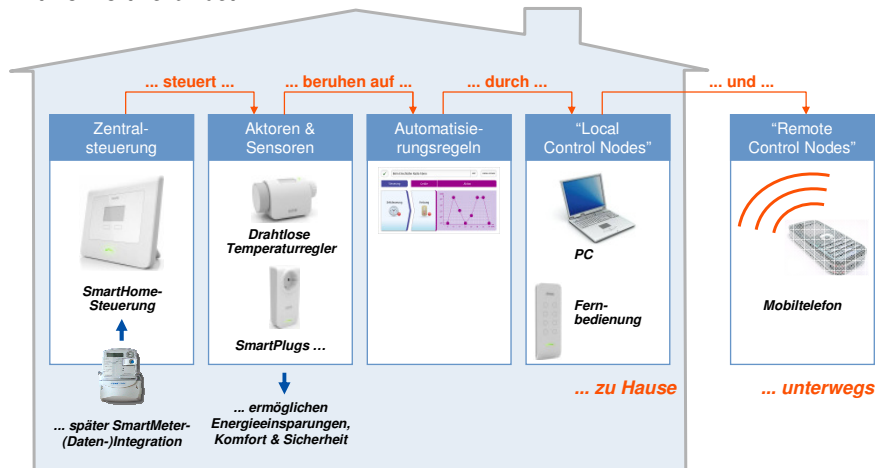 ... steuert ...
... beruhen auf ...
... durch ...
... und ...
Zentral-
steuerung
Aktoren &
Sensoren
Automatisie-
rungsregeln
“Local
Control Nodes”
“Remote
Control Nodes”
SmartHome-
Steuerung
Drahtlose
Temperaturregler
SmartPlugs …
PC
Fern-
bedienung
Mobiltelefon
... zu Hause
... unterwegs
... später SmartMeter-
(Daten-)Integration
... ermöglichen
Energieeinsparungen,
Komfort & Sicherheit